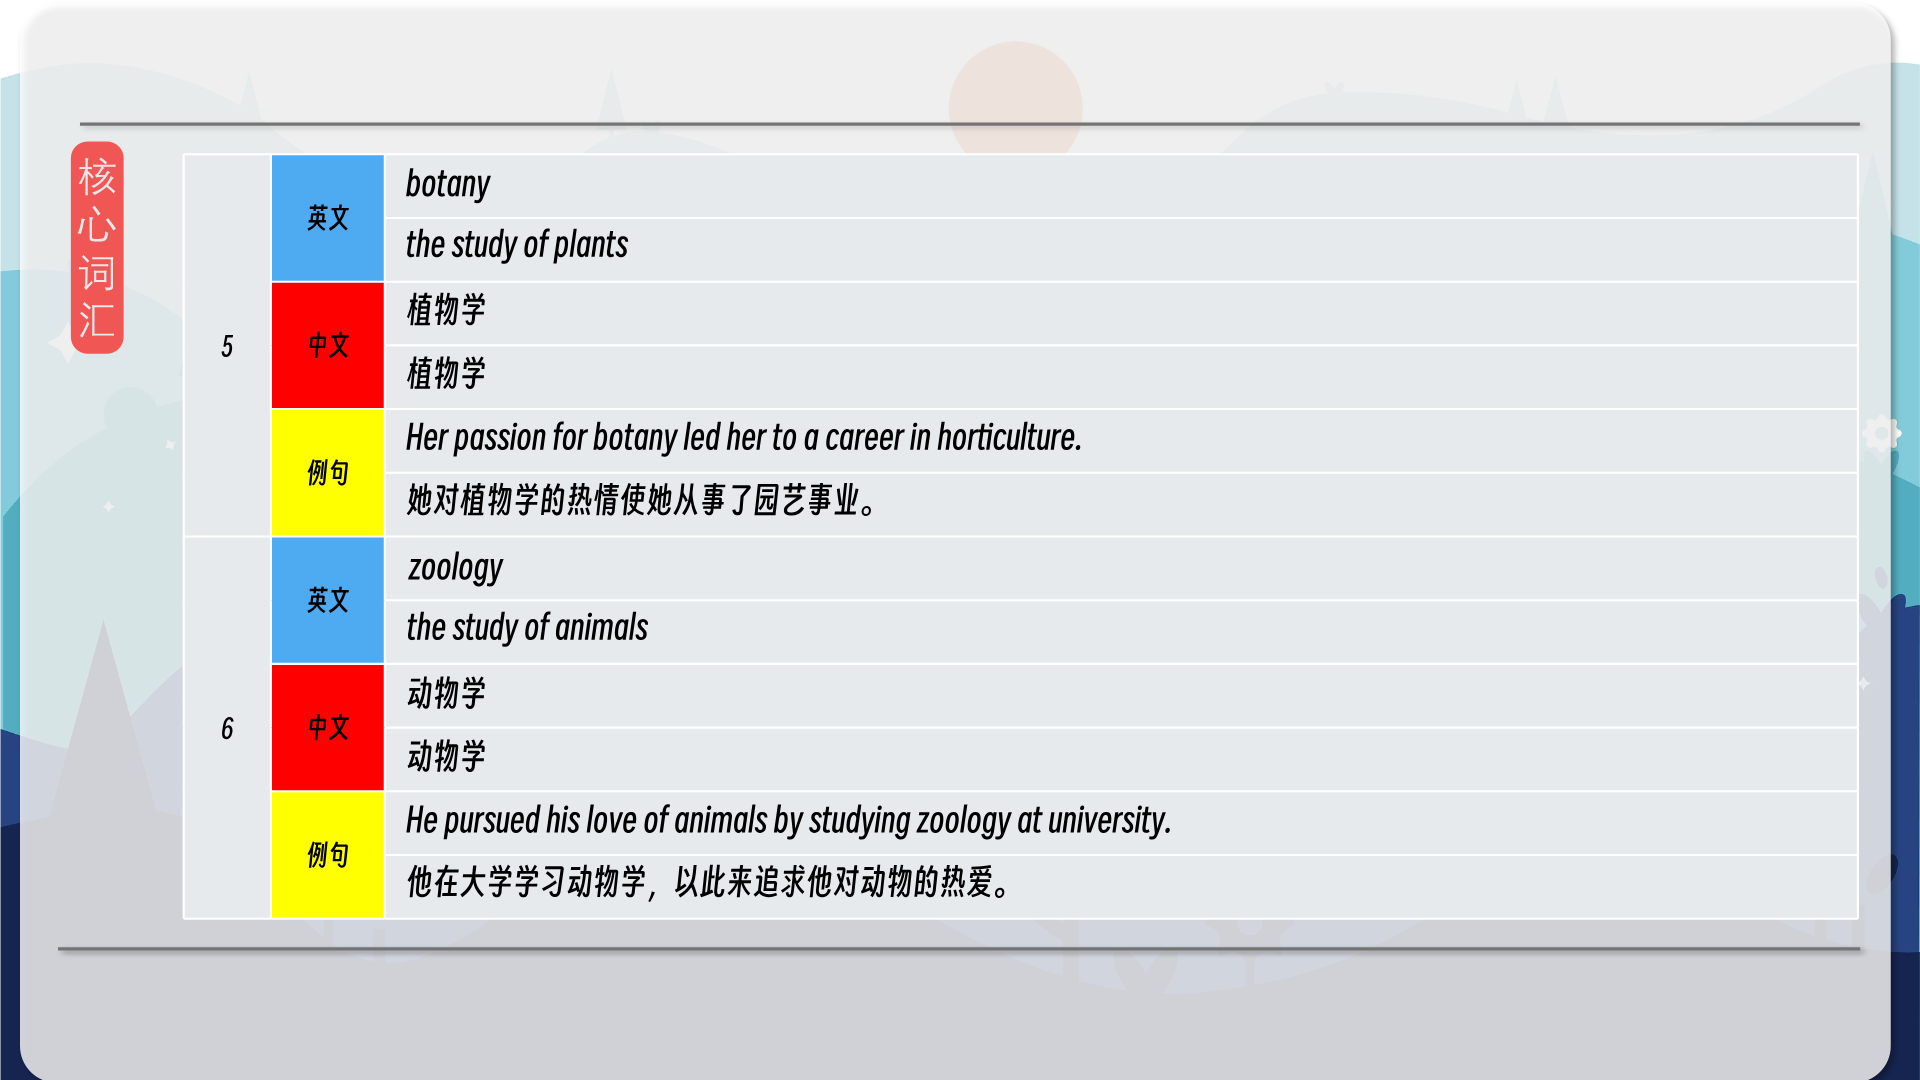 核
心
词
汇
5
英文
botany
the study of plants
中文
植物学
植物学
例句
Her passion for botany led her to a career in horticulture.
她对植物学的热情使她从事了园艺事业。
6
英文
zoology
the study of animals
中文
动物学
动物学
例句
He pursued his love of animals by studying zoology at university.
他在大学学习动物学，以此来追求他对动物的热爱。